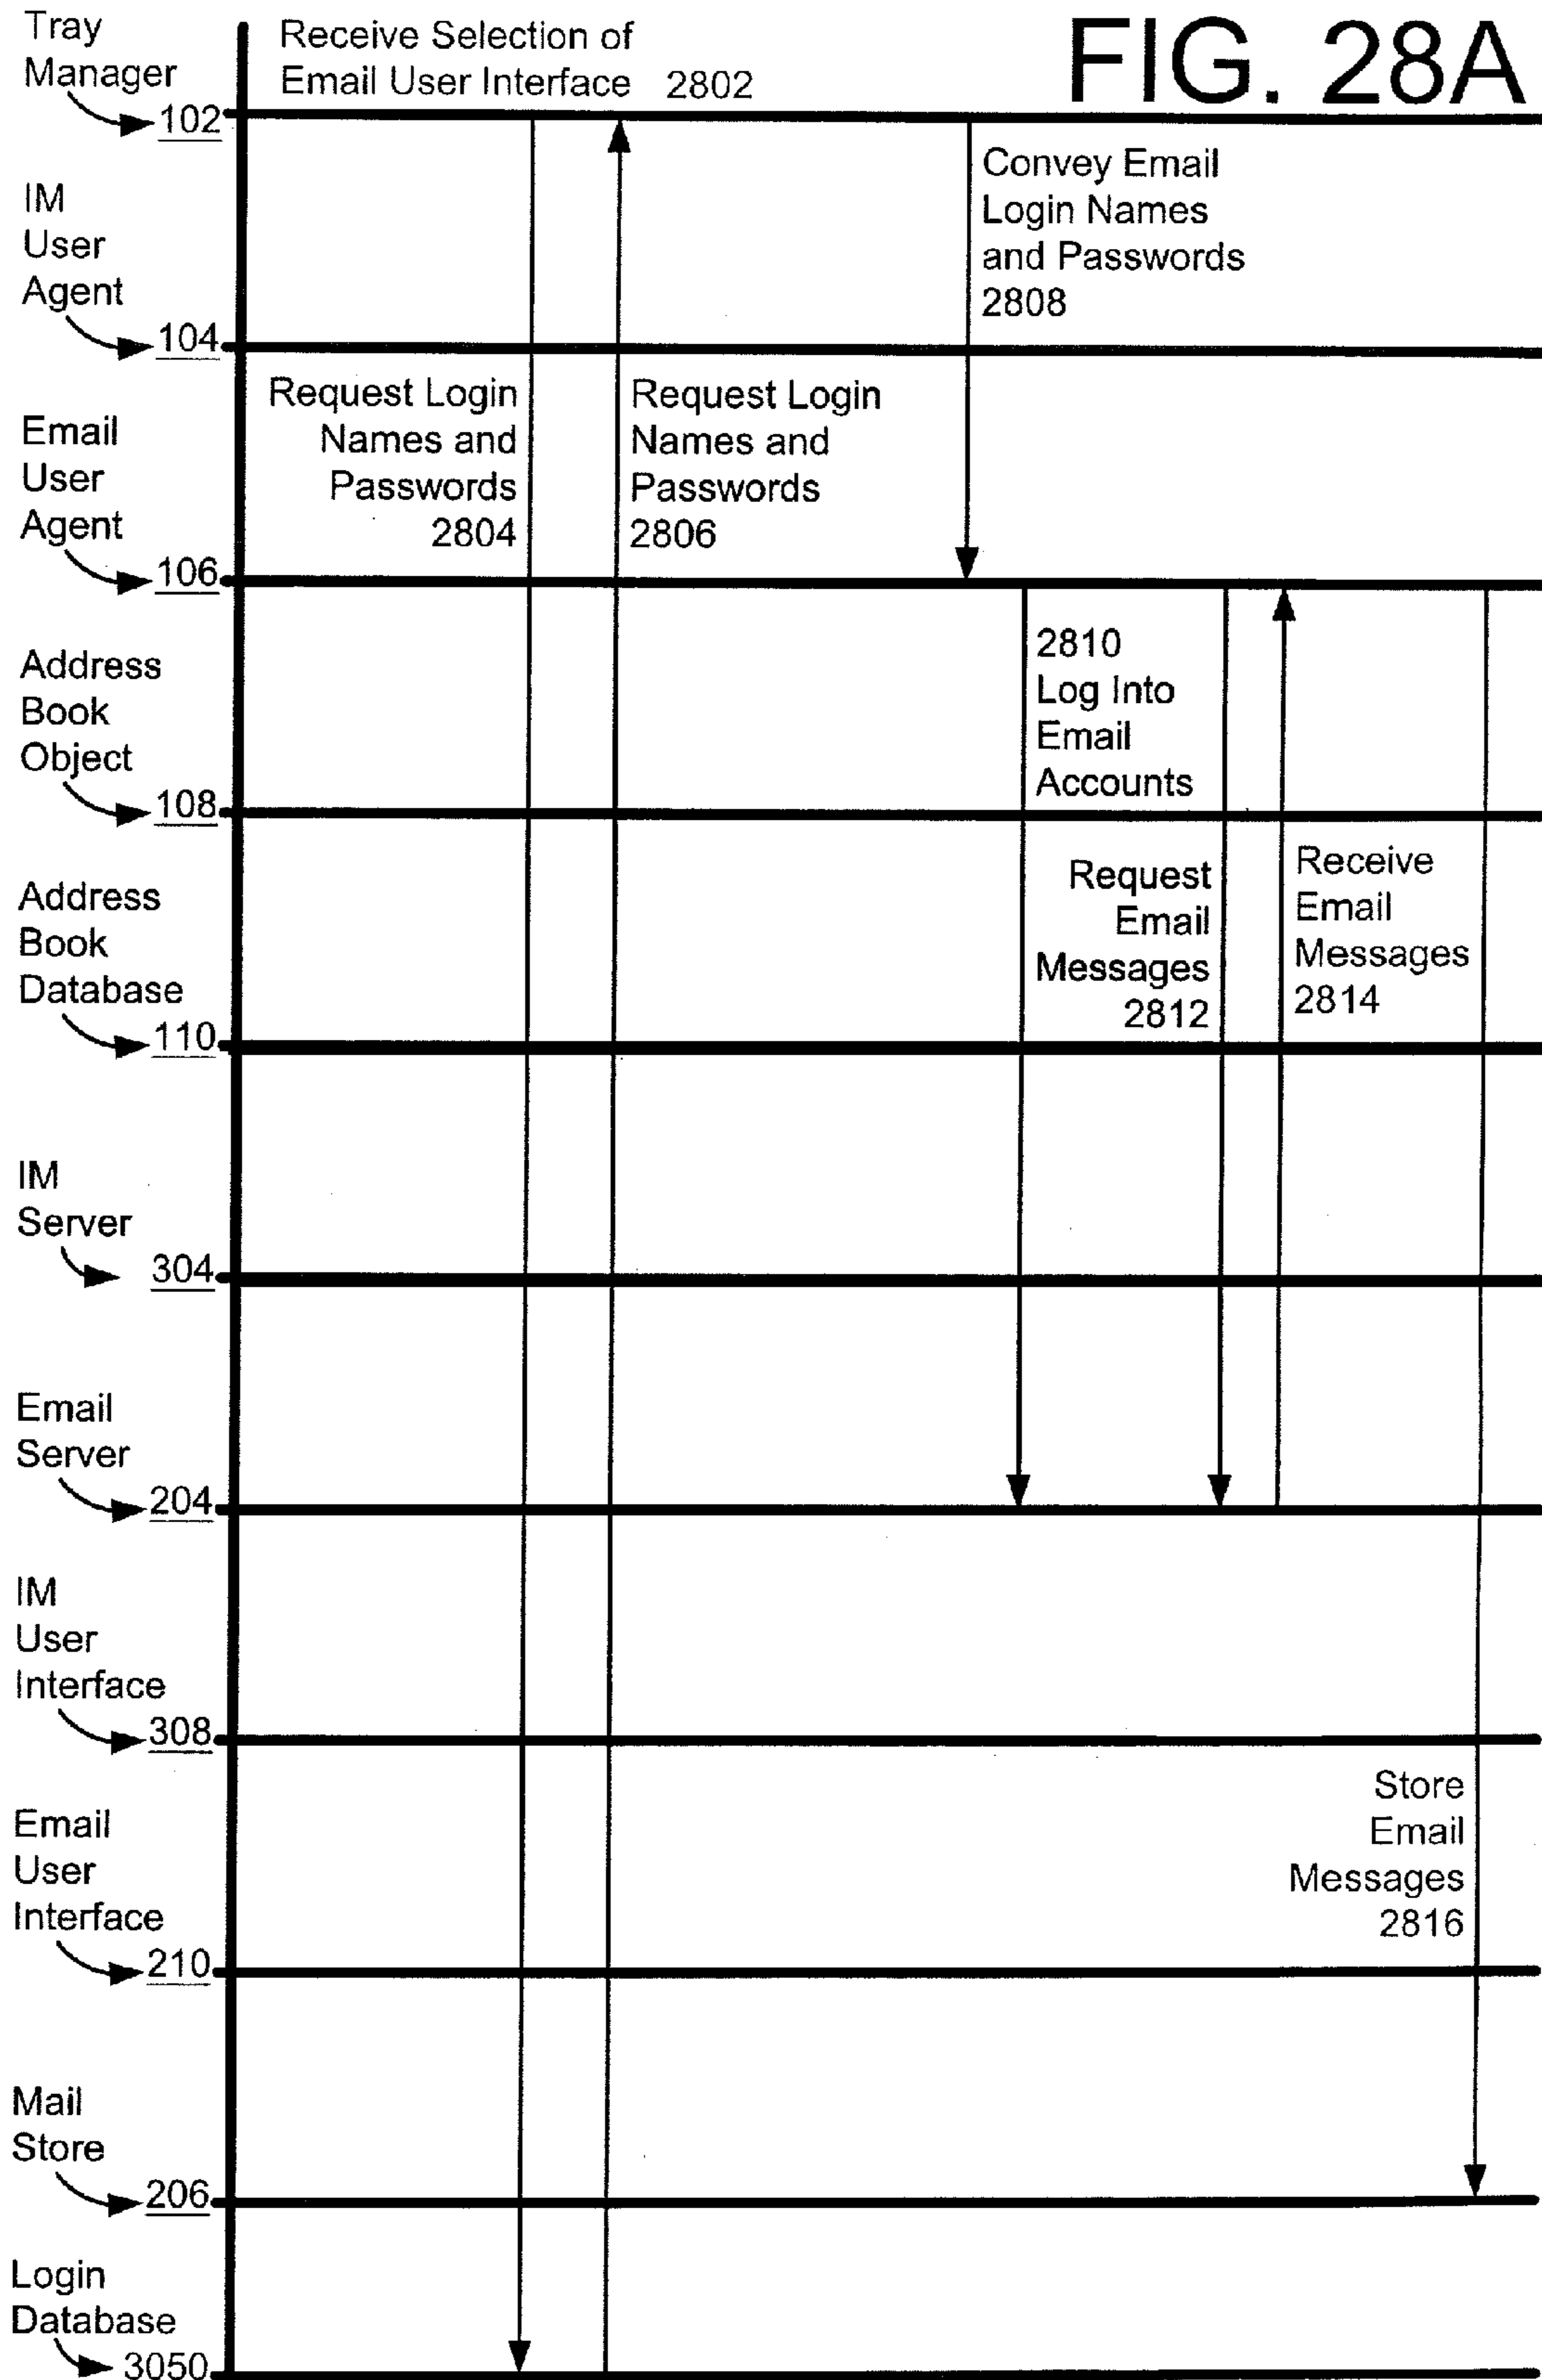 FIG. 28A
Tray
Manager
102
Receive Selection of
Email User Interface 2802
IM
User
Agent
104
Convey Email
Login Names
and Passwords
2808
Email
User
Agent
106
Request Login
Names and
Passwords
2804
Request Login
Names and
Passwords
2806
Address
Book
Object
108
2810
Log Into
Email
Accounts
Address
Book
Database
110
Request
Email
Messages
2812
Receive
Email
Messages
2814
IM
Server
304
Email
Server
204
IM
User
Interface
308
Email
User
Interface
210
Store
Email
Messages
2816
Mail
Store
206
Login
Database
3050